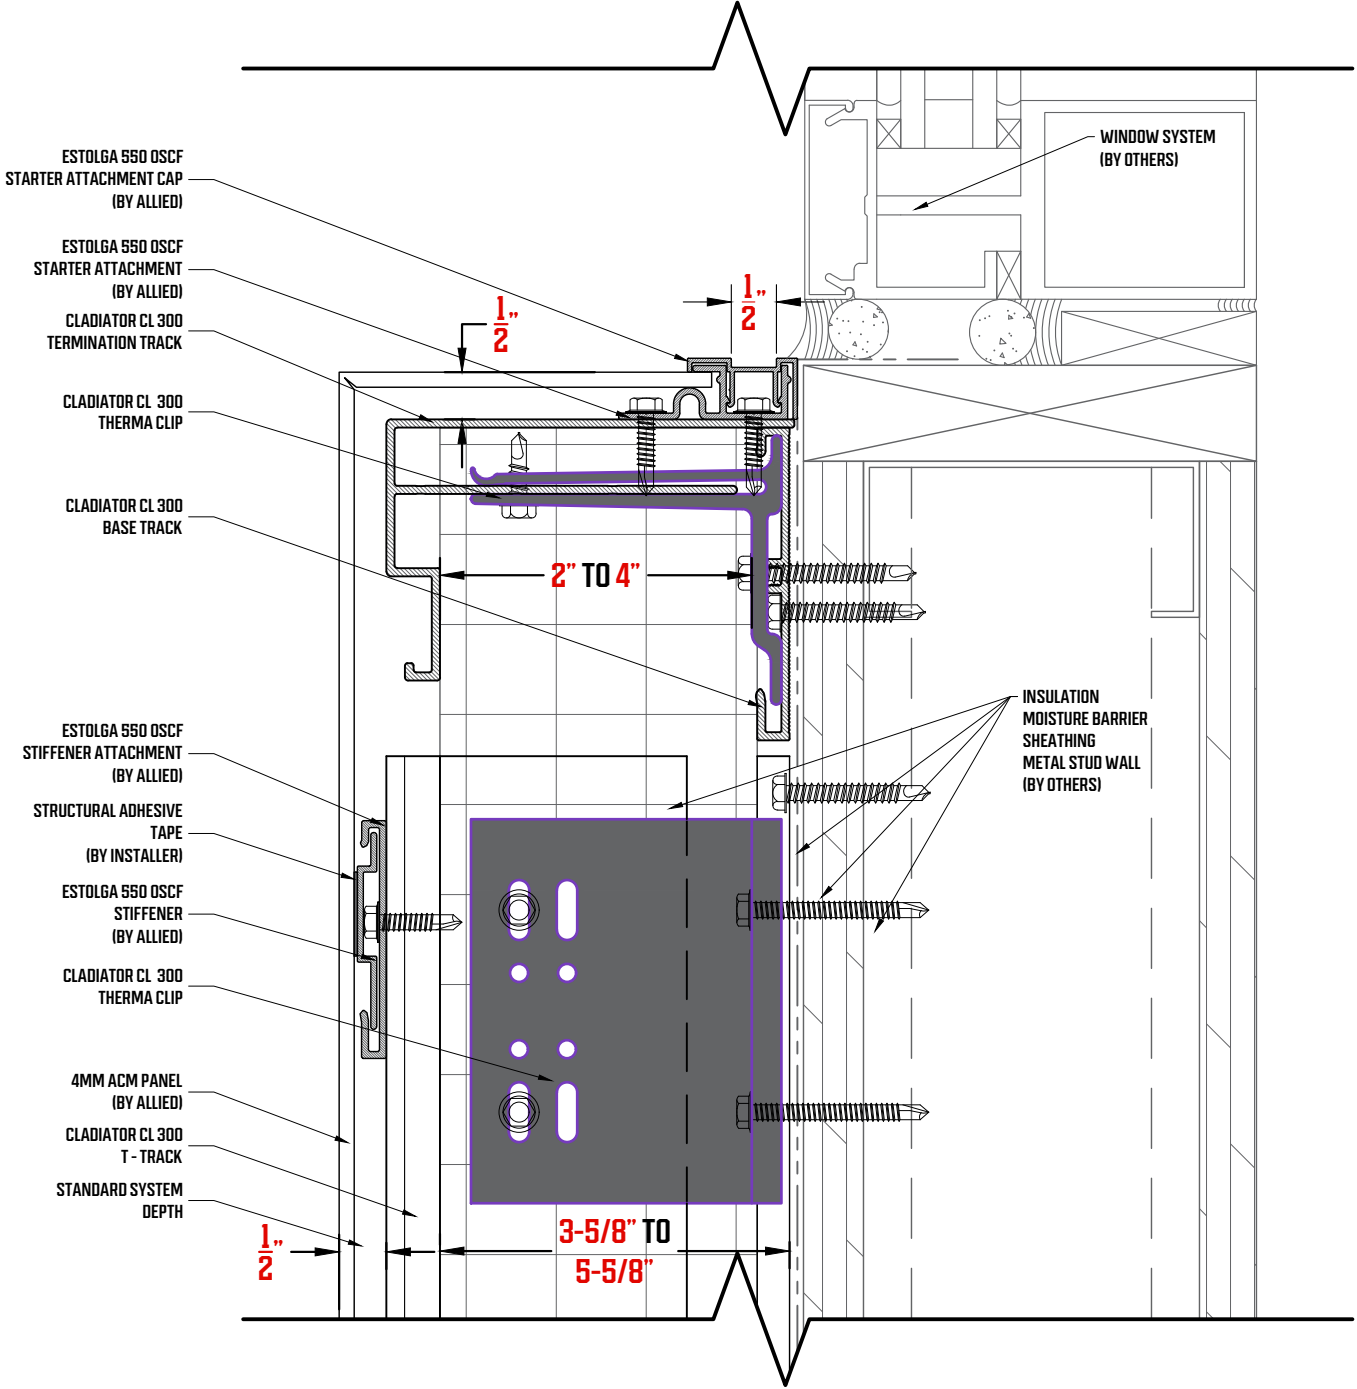 ESTOLGA 550 OSCF
STARTER ATTACHMENT CAP
(BY ALLIED)
ESTOLGA 550 OSCF
STARTER ATTACHMENT
(BY ALLIED)
CLADIATOR CL 300
TERMINATION TRACK
CLADIATOR CL 300
THERMA CLIP
CLADIATOR CL 300
BASE TRACK
ESTOLGA 550 OSCF
STIFFENER ATTACHMENT
(BY ALLIED)
STRUCTURAL ADHESIVE
TAPE
(BY INSTALLER)
ESTOLGA 550 OSCF
STIFFENER
(BY ALLIED)
CLADIATOR CL 300
THERMA CLIP
4MM ACM PANEL
(BY ALLIED)
CLADIATOR CL 300
T - TRACK
STANDARD SYSTEM
DEPTH
1/2"
1/2"
2" TO 4"
1/2"
3-5/8" TO
5-5/8"
WINDOW SYSTEM
(BY OTHERS)
INSULATION
MOISTURE BARRIER
SHEATHING
METAL STUD WALL
(BY OTHERS)